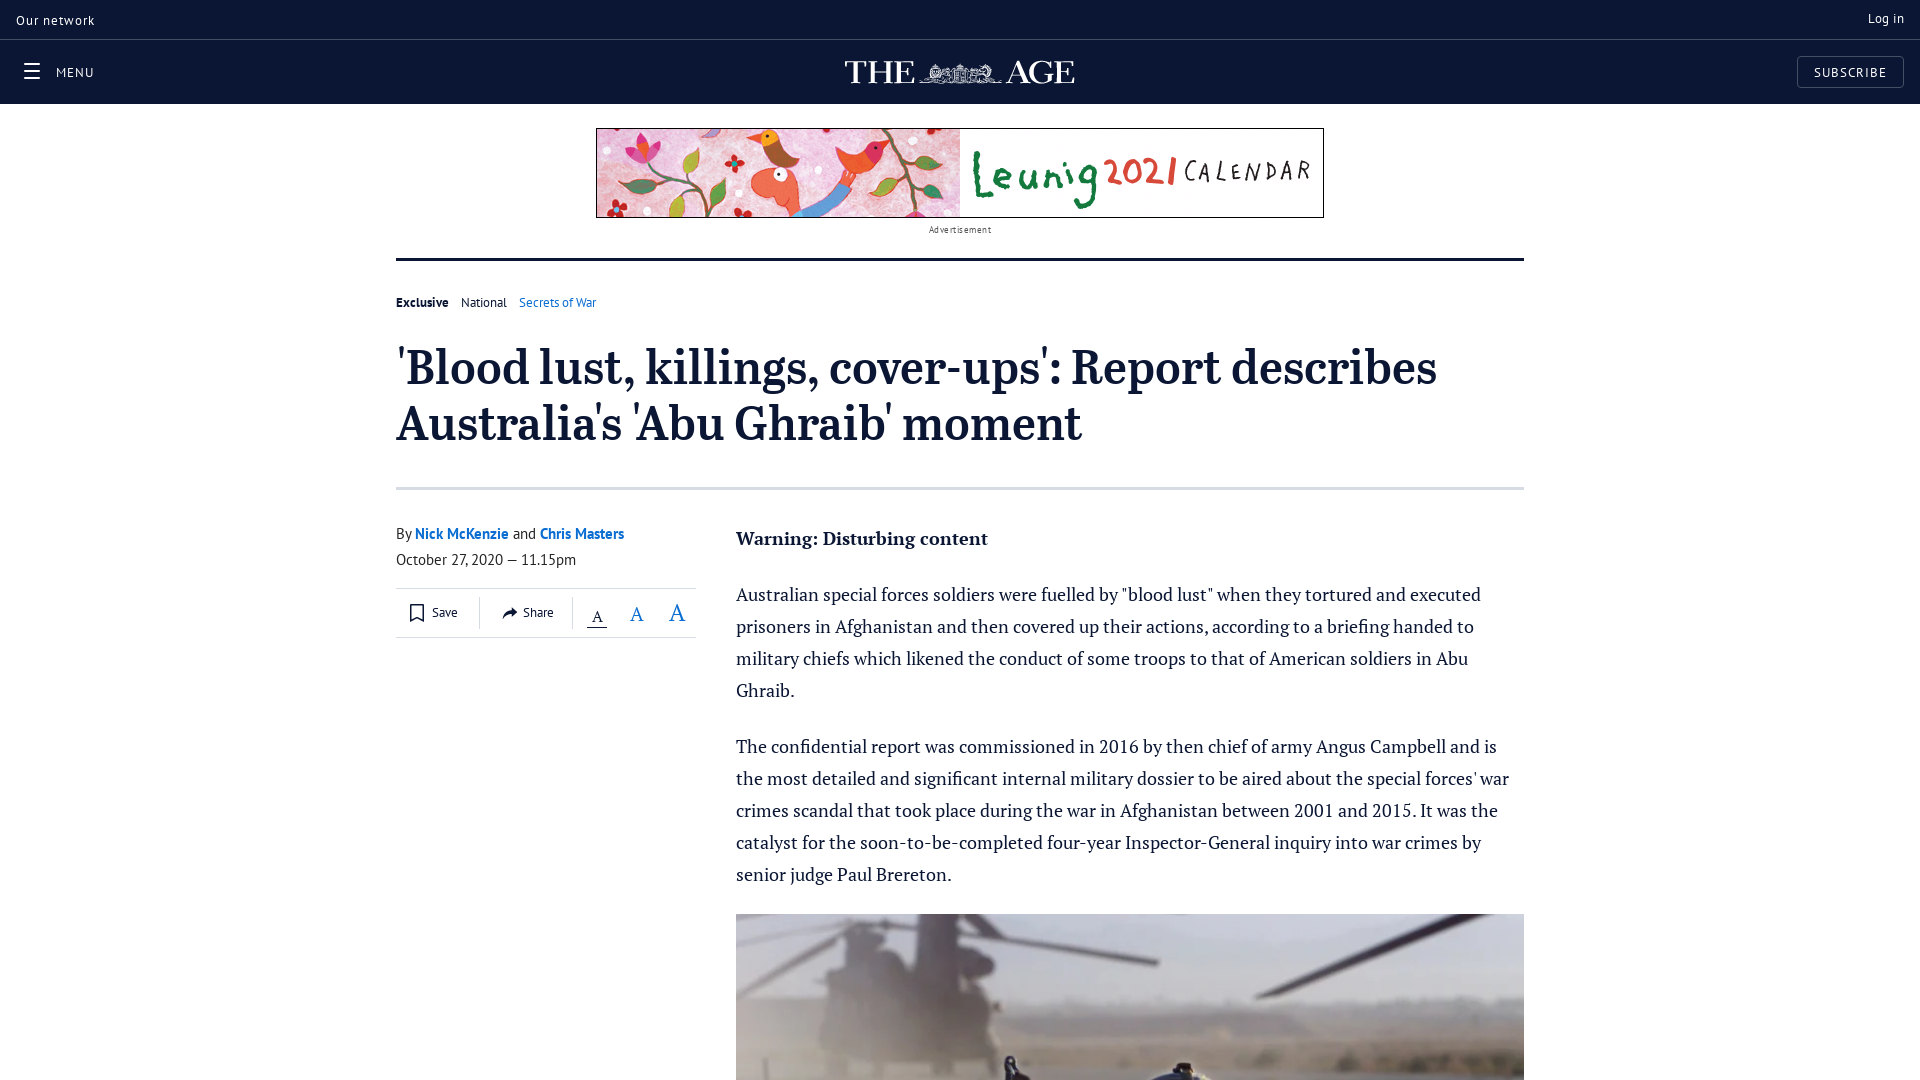 Our network
Log in
MENU
THE AGE
SUBSCRIBE
Leunig 2021 CALENDAR
Advertisement
Exclusive National Secrets of War
'Blood lust, killings, cover-ups': Report describes
Australia's 'Abu Ghraib' moment
By Nick McKenzie and Chris Masters
October 27, 2020 — 11.15pm
Save Share A A A
Warning: Disturbing content
Australian special forces soldiers were fuelled by "blood lust" when they tortured and executed
prisoners in Afghanistan and then covered up their actions, according to a briefing handed to
military chiefs which likened the conduct of some troops to that of American soldiers in Abu
Ghraib.
The confidential report was commissioned in 2016 by then chief of army Angus Campbell and is
the most detailed and significant internal military dossier to be aired about the special forces' war
crimes scandal that took place during the war in Afghanistan between 2001 and 2015. It was the
catalyst for the soon-to-be-completed four-year Inspector-General inquiry into war crimes by
senior judge Paul Brereton.